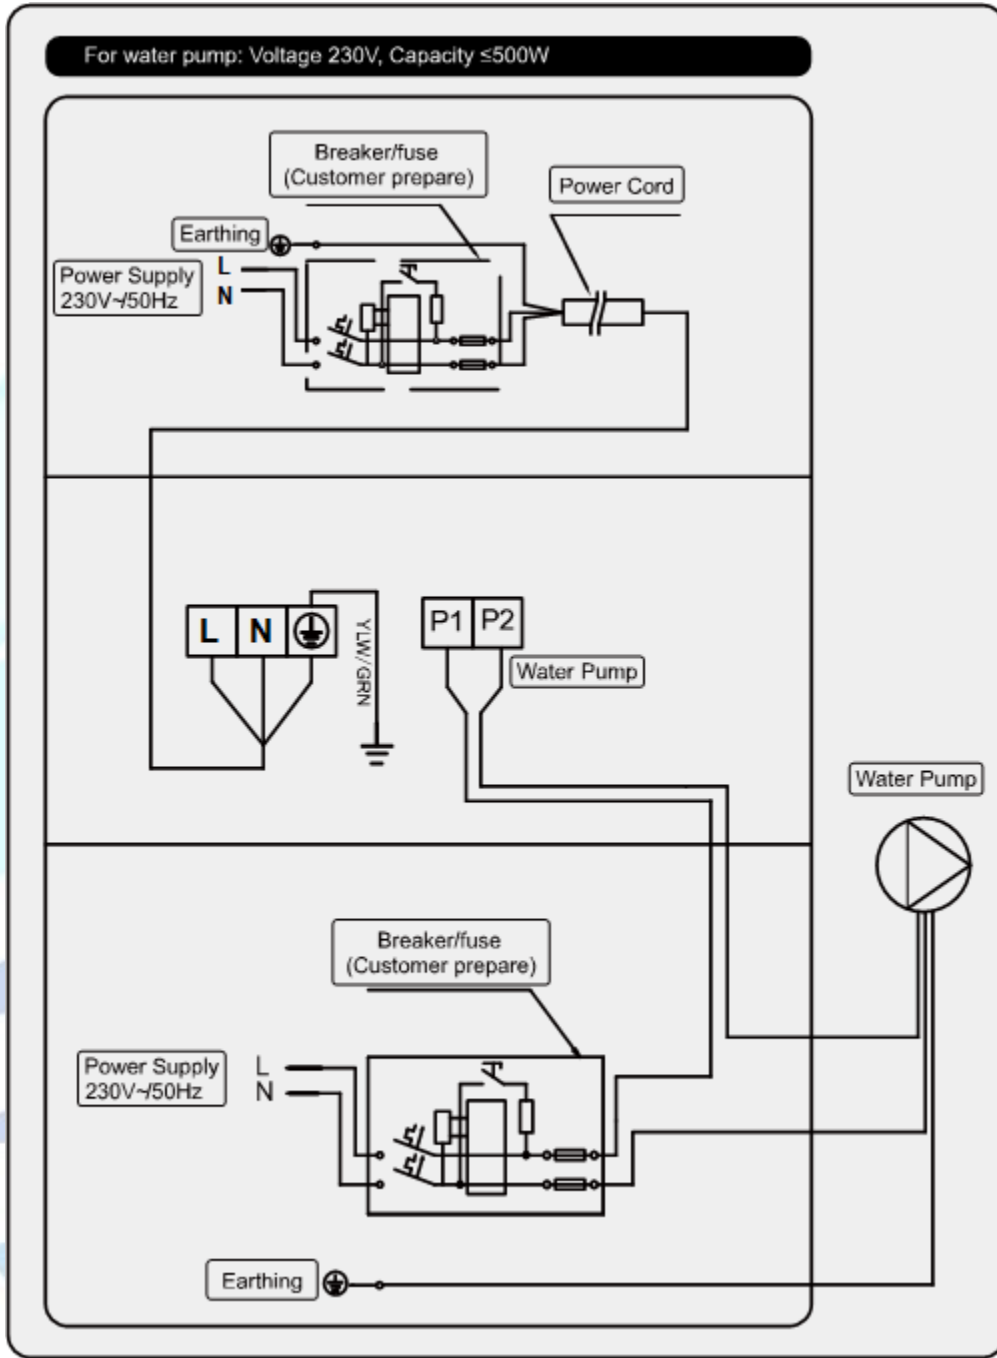 For water pump: Voltage 230V, Capacity ≤500W
Breaker/fuse
(Customer prepare)
Power Cord
Earthing
Power Supply
230V~/50Hz
L
N
L N
YLW/GRN
P1 P2
Water Pump
Water Pump
Breaker/fuse
(Customer prepare)
Power Supply
230V~/50Hz
L
N
Earthing